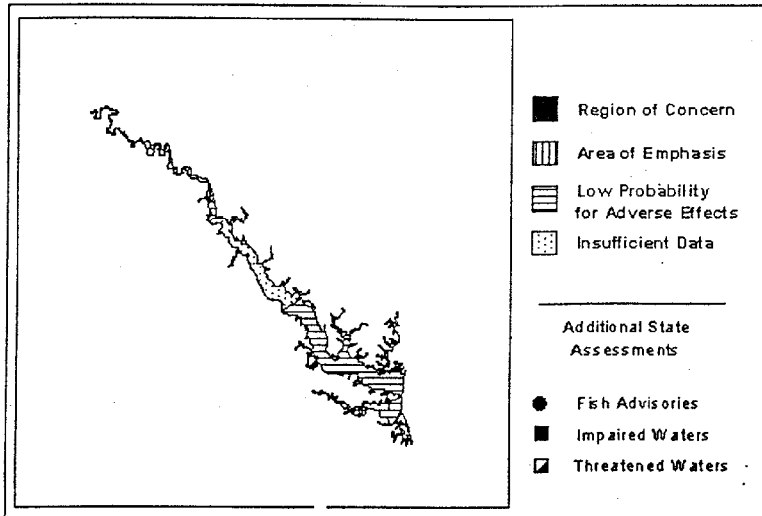 Region of Concern
Area of Emphasis
Low Probability
for Adverse Effects
Insufficient Data
Additional State
Assessments
Fish Advisories
Impaired Waters
Threatened Waters